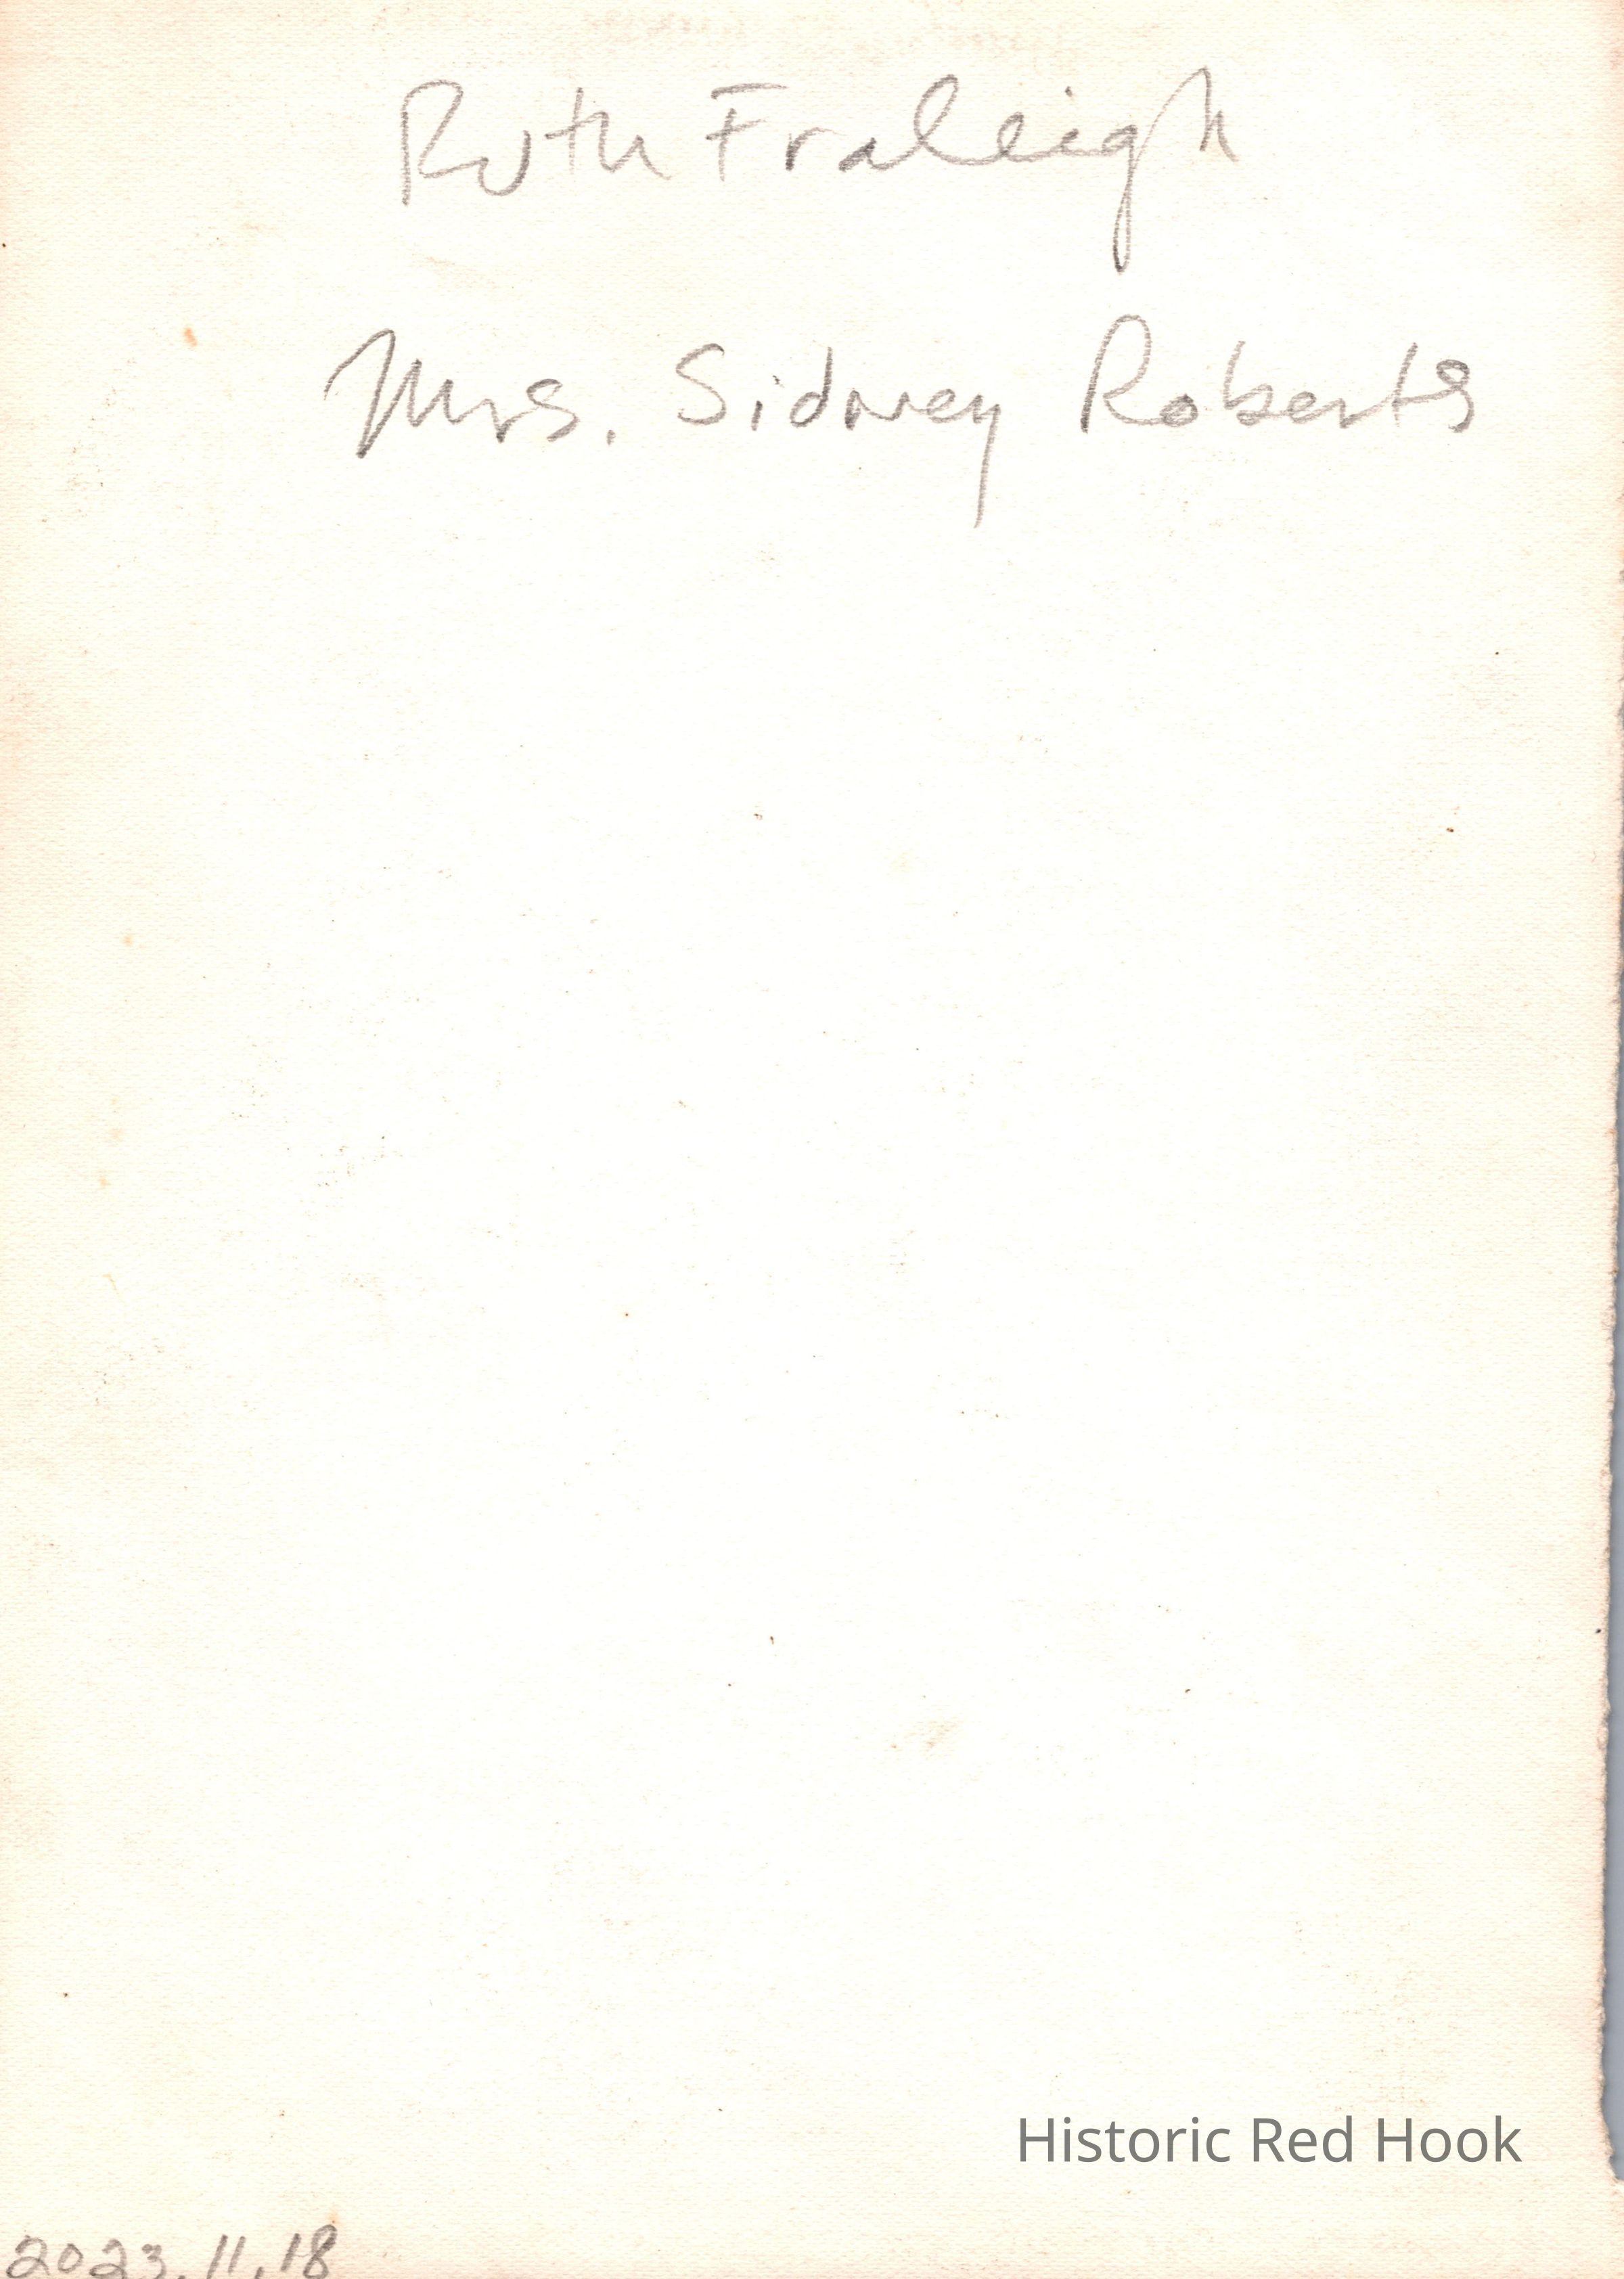 Ruth Fraleigh
Mrs. Sidney Roberts
Historic Red Hook
2023.11.18